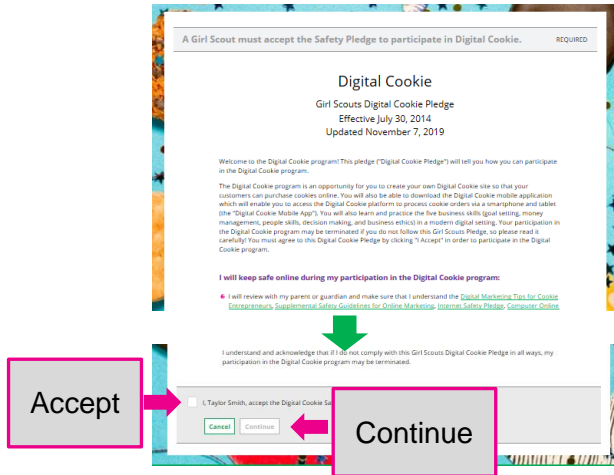 A Girl Scout must accept the Safety Pledge to participate in Digital Cookie. REQUIRED
Digital Cookie
Girl Scouts Digital Cookie Pledge
Effective July 30, 2014
Updated November 7, 2019
Welcome to the Digital Cookie program! This pledge ("Digital Cookie Pledge") will tell you how you can participate
in the Digital Cookie program.
The Digital Cookie program is an opportunity for you to create your own Digital Cookie site so that your
customers can purchase cookies online. You will also be able to download the Digital Cookie mobile application
which will enable you to access the Digital Cookie platform to process cookie orders via a smartphone and tablet
(the "Digital Cookie Mobile App"). You will also learn and practice the five business skills (goal setting, money
management, people skills, decision making, and business ethics) in a modern digital setting. Your participation in
the Digital Cookie program may be terminated if you do not follow this Girl Scouts Pledge, so please read it
carefully! You must agree to this Digital Cookie Pledge by clicking "I Accept" in order to participate in the Digital
Cookie program.
I will keep safe online during my participation in the Digital Cookie program:
I will review with my parent or guardian and make sure that I understand the Digital Marketing Tips for Cookie
Entrepreneurs, Supplemental Safety Guidelines for Online Marketing, Internet Safety Pledge, Computer Online
I understand and acknowledge that if I do not comply with this Girl Scouts Digital Cookie Pledge in all ways, my
participation in the Digital Cookie program may be terminated.
Accept
I, Taylor Smith, accept the Digital Cookie Sa
Cancel Continue
Continue